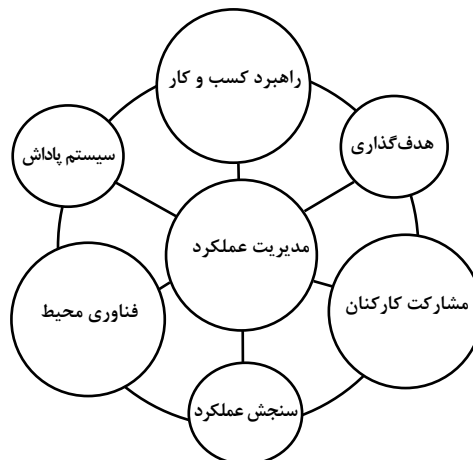 راهبرد کسب و کار
هدف‌گذاری
سیستم پاداش
مدیریت عملکرد
مشارکت کارکنان
فناوری محیط
سنجش عملکرد